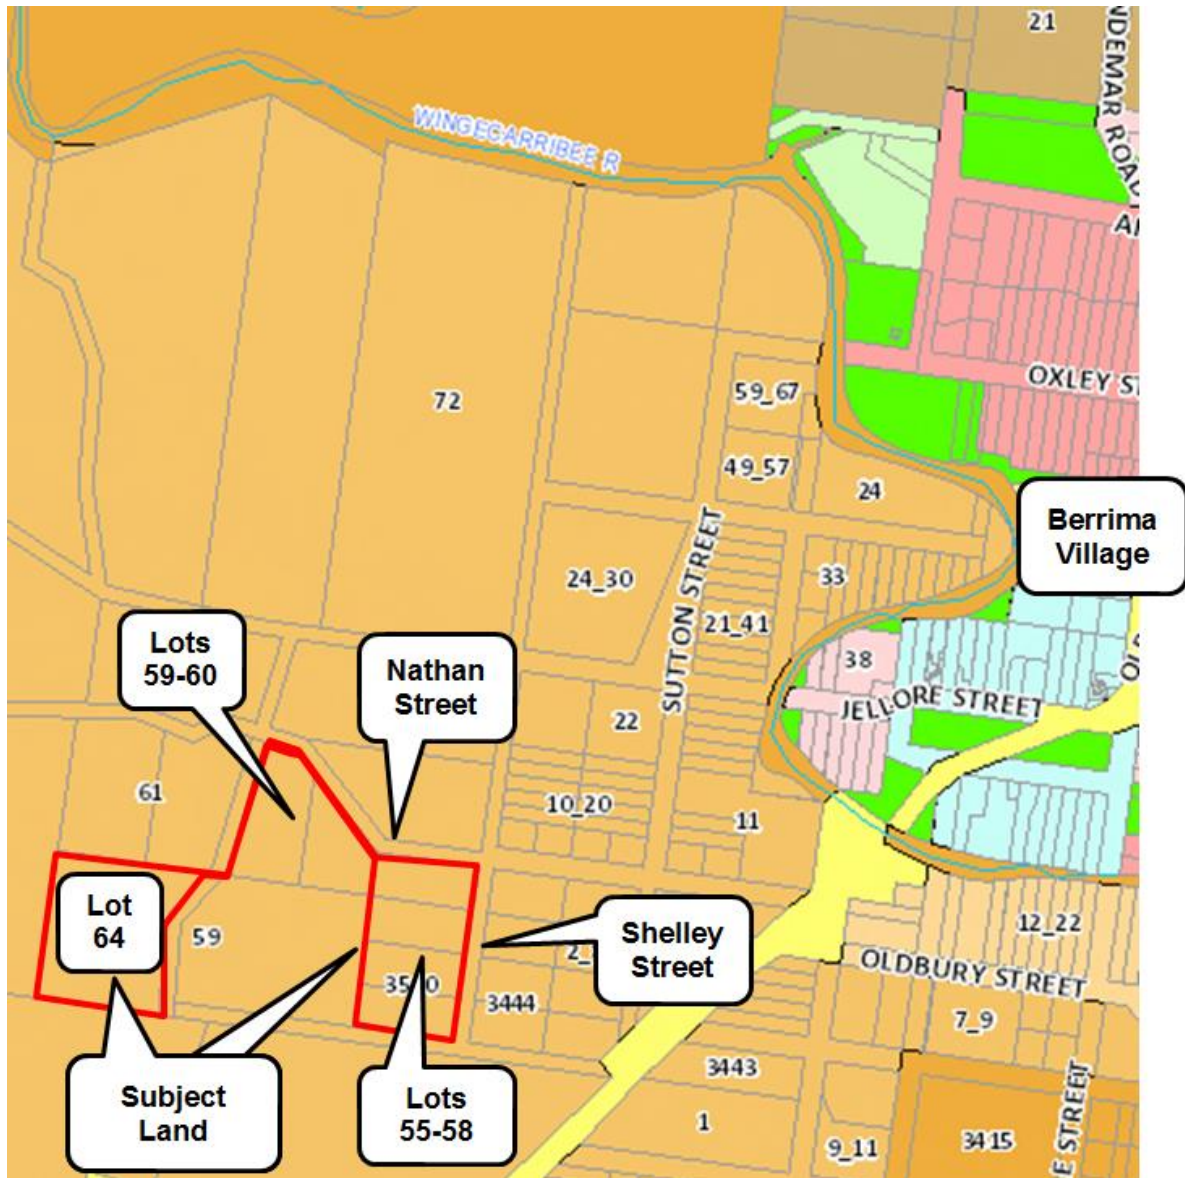 21
NDEMAR ROAD
WINGECARRIBEE R
OXLEY ST
72
59_67
49_57
24
Berrima
Village
24_30
33
SUTTON STREET
21_41
Lots
59-60
Nathan
Street
38
JELLORE STREET
22
61
10_20
11
Lot
64
59
Shelley
Street
12_22
OLDBURY STREET
3444
7_9
Subject
Land
Lots
55-58
3443
1
9_11
3415
E STREET